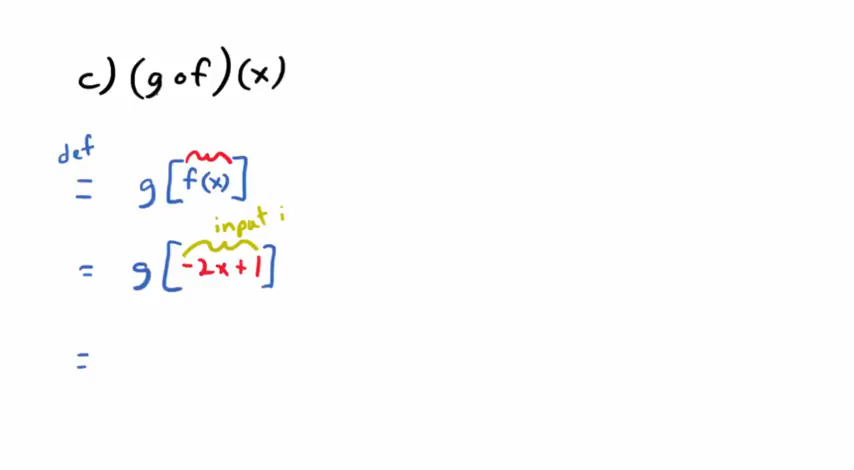 c) (g∘f)(x)
def
= g[f(x)]
input i
= g[-2x+1]
=